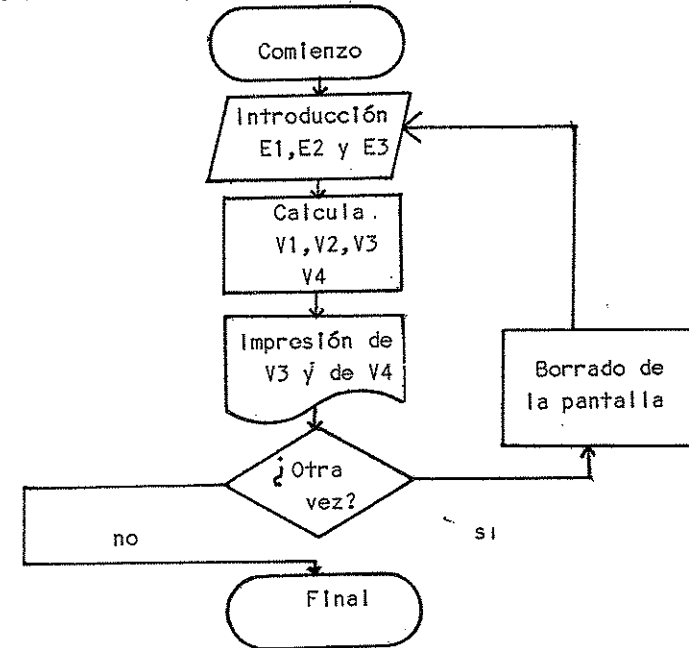 Comienzo
Introducción
E1,E2 y E3
Calcula.
V1,V2,V3
V4
Impresión de
V3 y de V4
Borrado de
la pantalla
¿Otra
vez?
no
si
Final